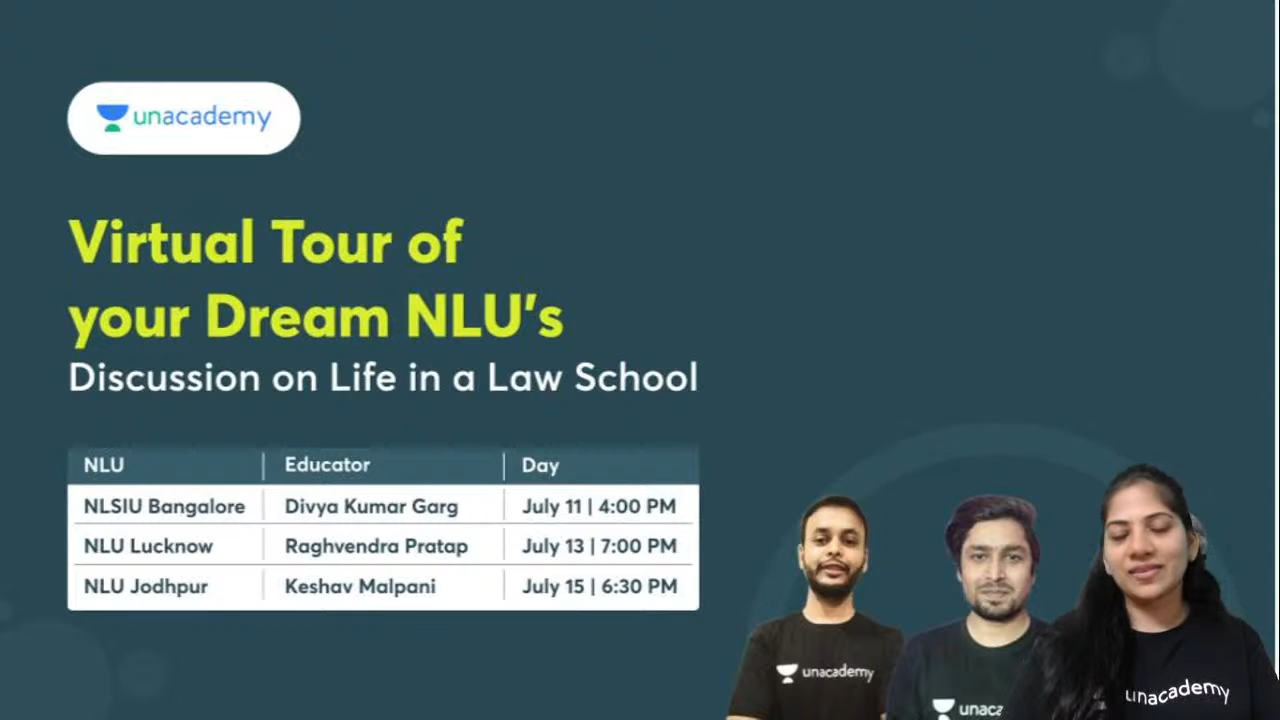 unacademy
Virtual Tour of
your Dream NLU's
Discussion on Life in a Law School
NLU | Educator | Day
NLSIU Bangalore | Divya Kumar Garg | July 11 | 4:00 PM
NLU Lucknow | Raghvendra Pratap | July 13 | 7:00 PM
NLU Jodhpur | Keshav Malpani | July 15 | 6:30 PM
unacademy
unaca
unacademy